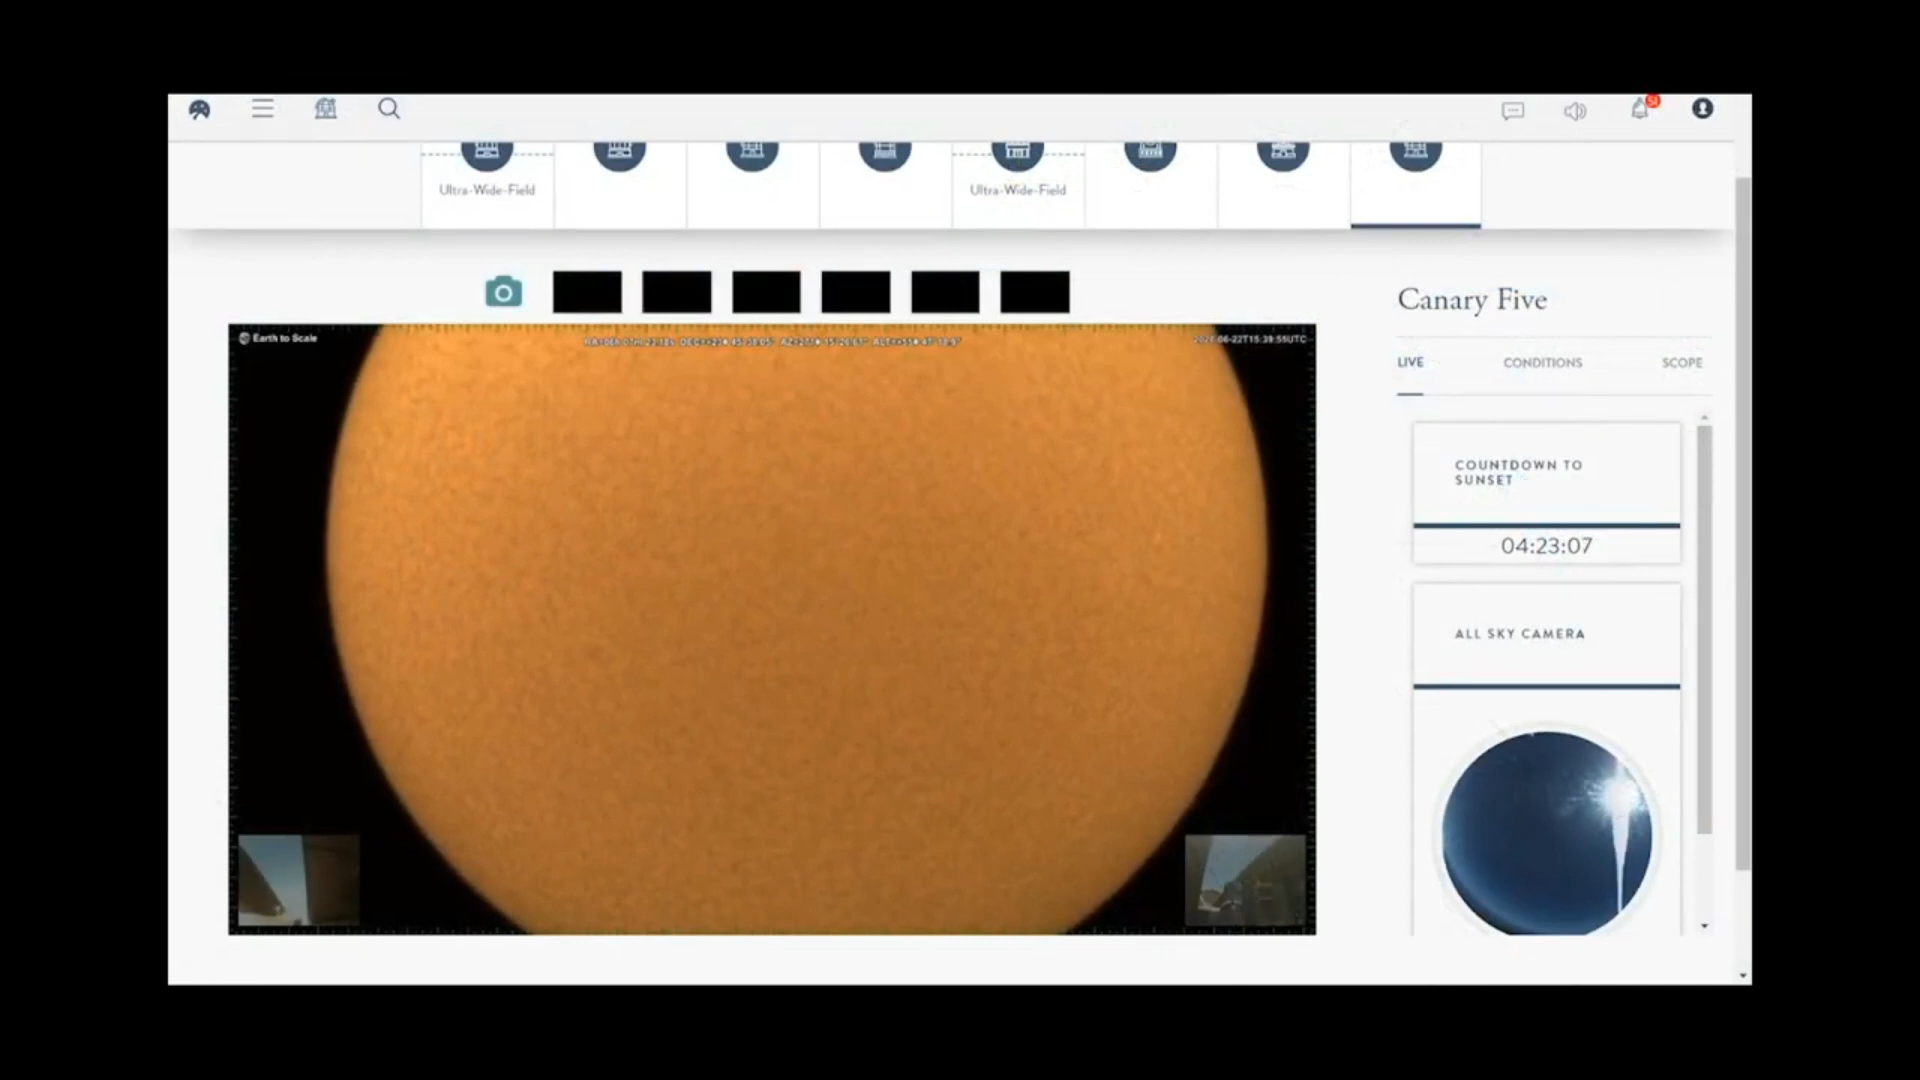 51
Ultra-Wide-Field
Ultra-Wide-Field
Canary Five
Earth to Scale
LIVE
CONDITIONS
SCOPE
COUNTDOWN TO
SUNSET
04:23:07
ALL SKY CAMERA